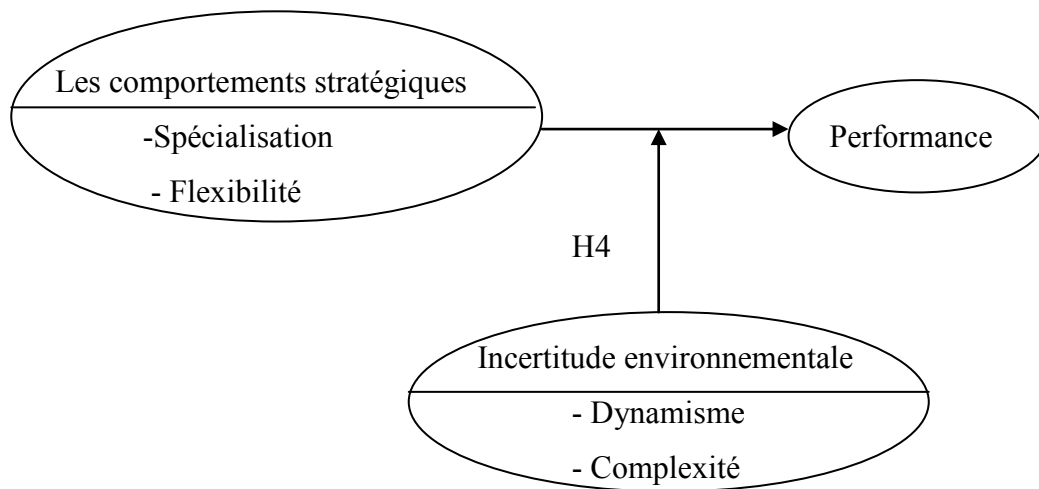 Les comportements stratégiques
-Spécialisation
- Flexibilité
Performance
H4
Incertitude environnementale
- Dynamisme
- Complexité